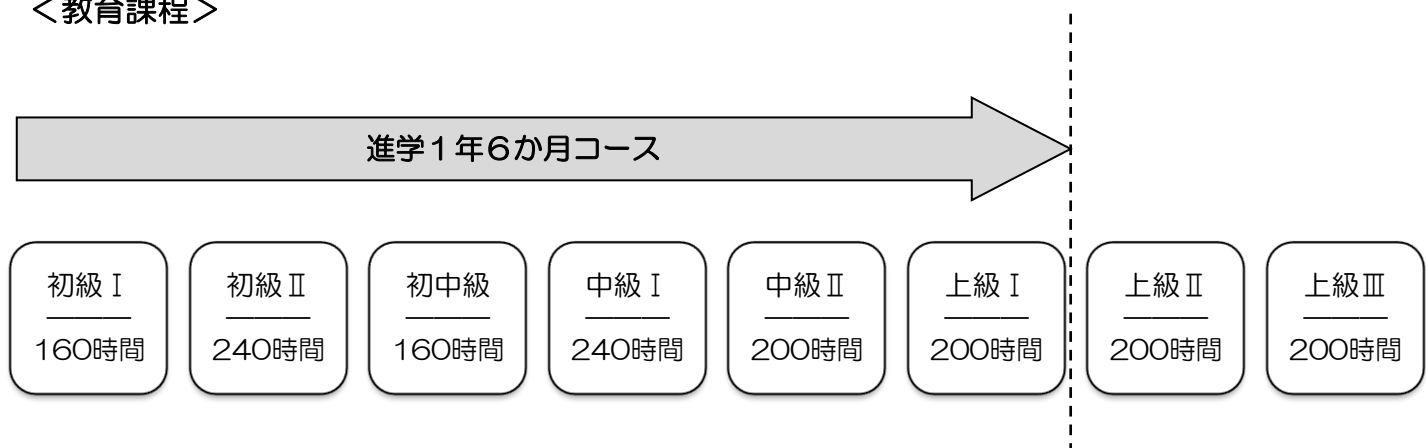 ＜教育課程＞
進学１年６か月コース
初級Ⅰ
160時間
初級Ⅱ
240時間
初中級
160時間
中級Ⅰ
240時間
中級Ⅱ
200時間
上級Ⅰ
200時間
上級Ⅱ
200時間
上級Ⅲ
200時間